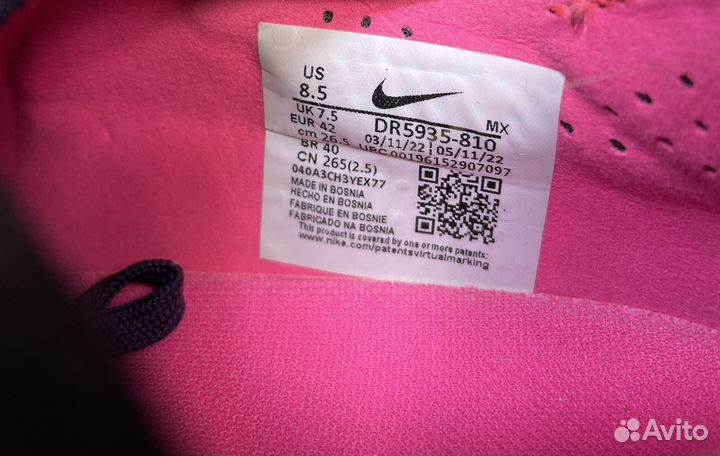 US
8.5
UK 7.5
EUR 42
cm 26.5
BR 40
CN 265(2.5)
MX
DR5935-810
03/11/22 | 05/11/22
UPC 00196152907097
040A3CH3YEX77
MADE IN BOSNIA
HECHO EN BOSNIA
FABRIQUE EN BOSNIE
FABRICADO NA BOSNIA
This product is covered by one or more patents:
www.nike.com/patentsvirtualmarking
Avito